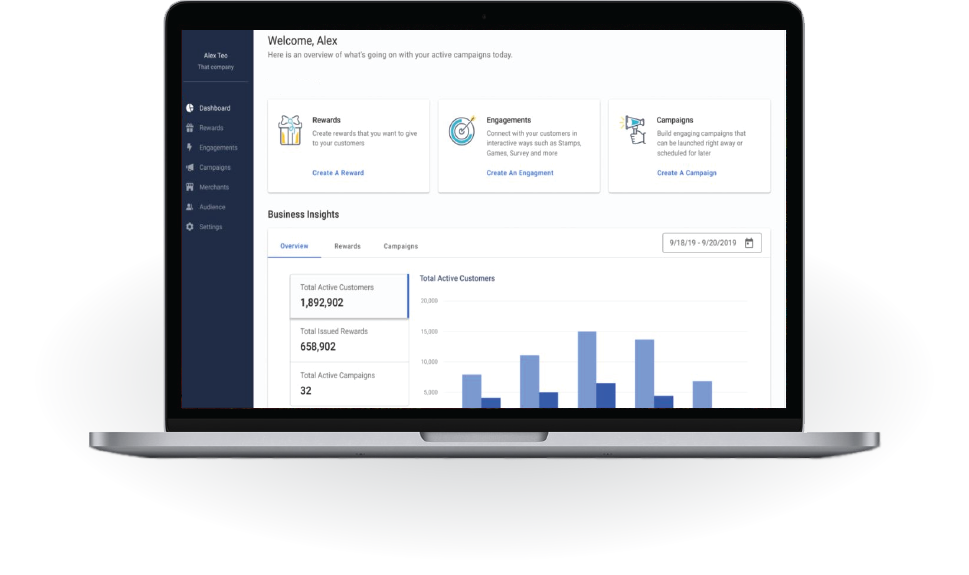 Alex Teo
That company
Dashboard
Rewards
Engagements
Campaigns
Merchants
Audience
Settings
Welcome, Alex
Here is an overview of what's going on with your active campaigns today.
Rewards
Create rewards that you want to give
to your customers
Create A Reward
Engagements
Connect with your customers in
interactive ways such as Stamps,
Games, Survey and more
Create An Engagment
Campaigns
Build engaging campaigns that
can be launched right away or
scheduled for later
Create A Campaign
Business Insights
Overview
Rewards
Campaigns
9/18/19 - 9/20/2019
Total Active Customers
1,892,902
Total Issued Rewards
658,902
Total Active Campaigns
32
Total Active Customers
20,000
15,000
10,000
5,000